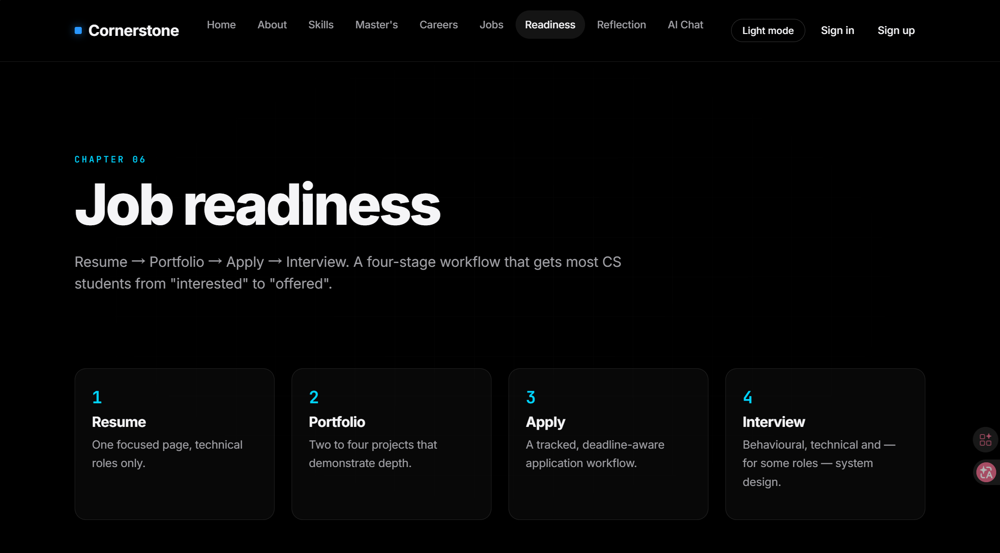 Cornerstone
Home
About
Skills
Master's
Careers
Jobs
Readiness
Reflection
AI Chat
Light mode
Sign in
Sign up
CHAPTER 06
Job readiness
Resume → Portfolio → Apply → Interview. A four-stage workflow that gets most CS
students from "interested" to "offered".
1
Resume
One focused page, technical
roles only.
2
Portfolio
Two to four projects that
demonstrate depth.
3
Apply
A tracked, deadline-aware
application workflow.
4
Interview
Behavioural, technical and —
for some roles — system
design.
A